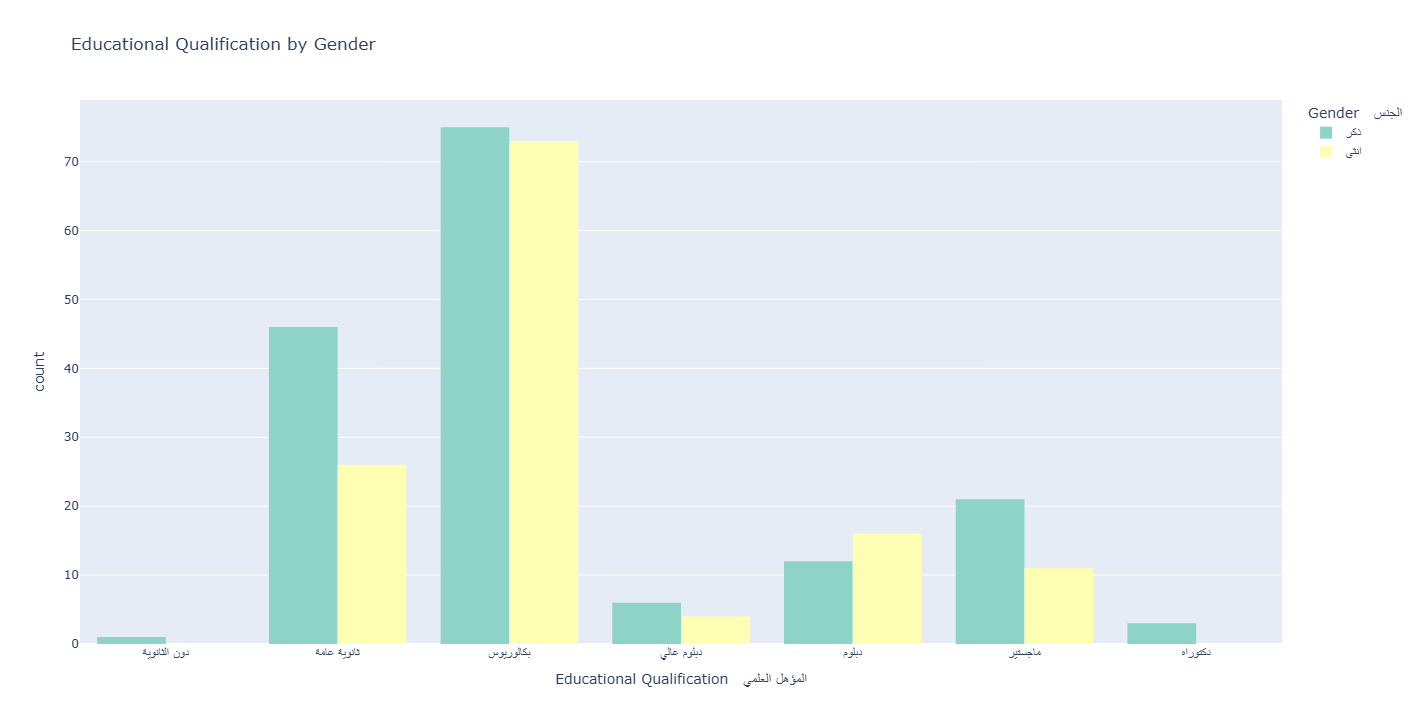 Educational Qualification by Gender
Gender الجنس
ذكر
انثى
count
70
60
50
40
30
20
10
0
دون الثانوية
ثانوية عامة
بكالوريوس
دبلوم عالي
دبلوم
ماجستير
دكتوراه
Educational Qualification المؤهل العلمي